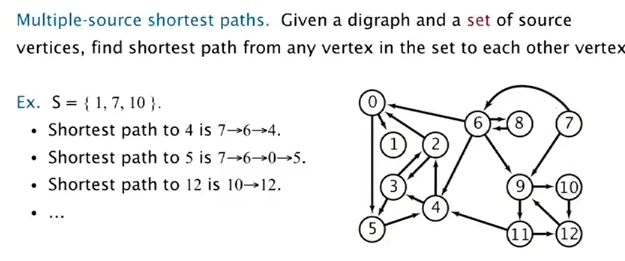 Multiple-source shortest paths. Given a digraph and a set of source
vertices, find shortest path from any vertex in the set to each other vertex
Ex. S = { 1, 7, 10 }.
• Shortest path to 4 is 7→6→4.
• Shortest path to 5 is 7→6→0→5.
• Shortest path to 12 is 10→12.
• ...
0
6 8 7
1 2
3 9 10
4
5 11 12